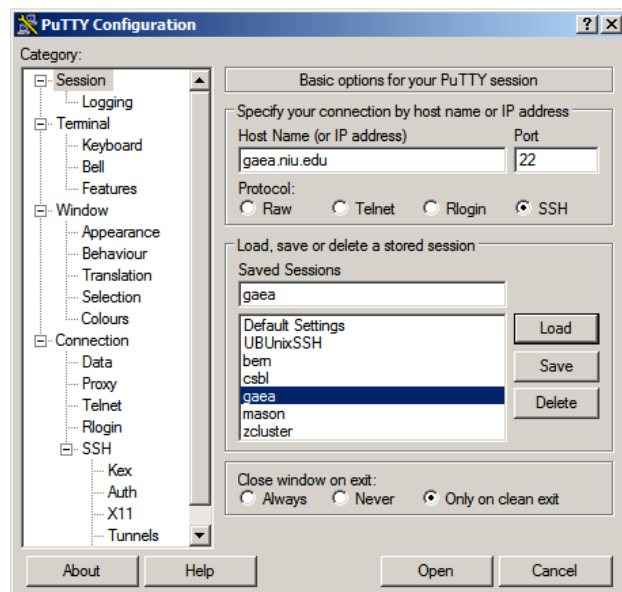 PuTTY Configuration
Category:
Session
Logging
Terminal
Keyboard
Bell
Features
Window
Appearance
Behaviour
Translation
Selection
Colours
Connection
Data
Proxy
Telnet
Rlogin
SSH
Kex
Auth
X11
Tunnels
Basic options for your PuTTY session
Specify your connection by host name or IP address
Host Name (or IP address) Port
gaea.niu.edu 22
Protocol:
Raw Telnet Rlogin SSH
Load, save or delete a stored session
Saved Sessions
gaea
Default Settings
UBUnixSSH
bem
csbl
gaea
mason
zcluster
Load
Save
Delete
Close window on exit:
Always Never Only on clean exit
About Help Open Cancel